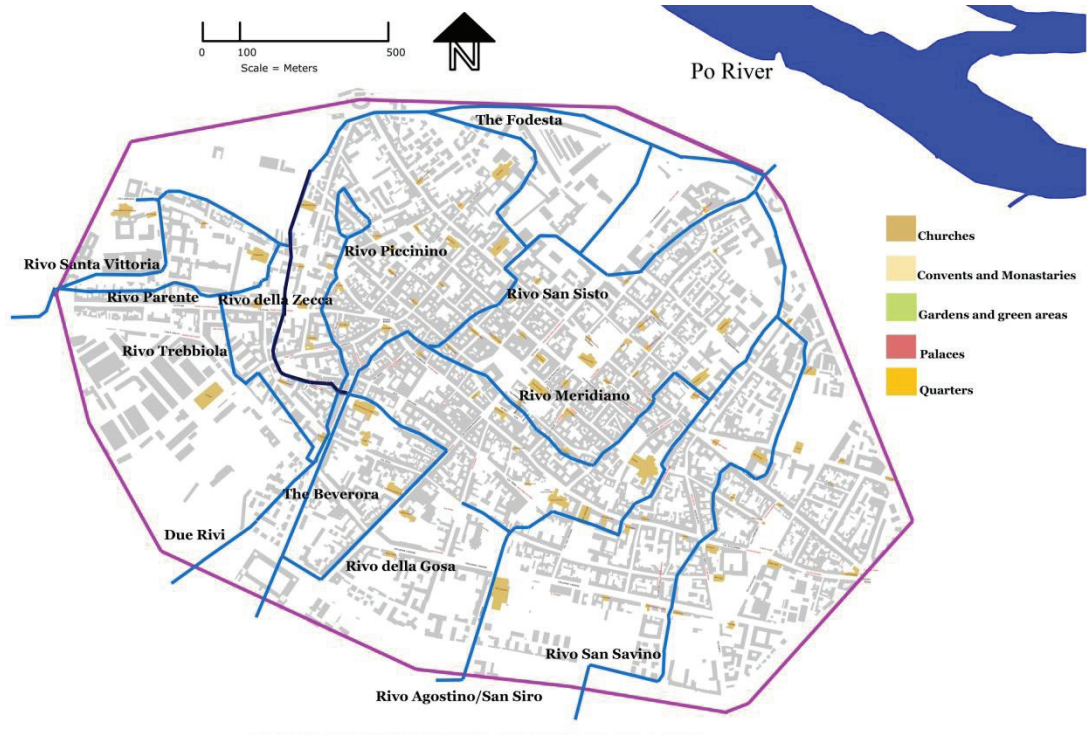 0 100 500
Scale = Meters
N
Po River
The Fodesta
Churches
Convents and Monastaries
Gardens and green areas
Palaces
Quarters
Rivo Santa Vittoria
Rivo Piccinino
Rivo Parente
Rivo della Zecca
Rivo San Sisto
Rivo Trebbiola
Rivo Meridiano
The Beverora
Due Rivi
Rivo della Gosa
Rivo San Savino
Rivo Agostino/San Siro